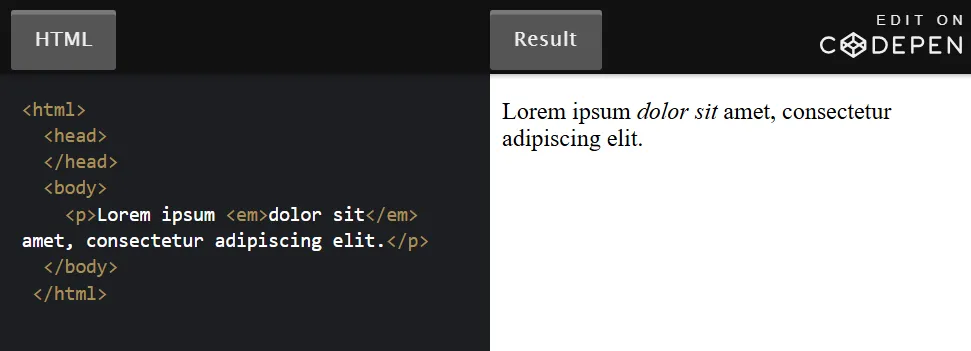 HTML
Result
EDIT ON
CODEPEN
<html>
  <head>
  </head>
  <body>
    <p>Lorem ipsum <em>dolor sit</em>
amet, consectetur adipiscing elit.</p>
  </body>
 </html>
Lorem ipsum dolor sit amet, consectetur
adipiscing elit.